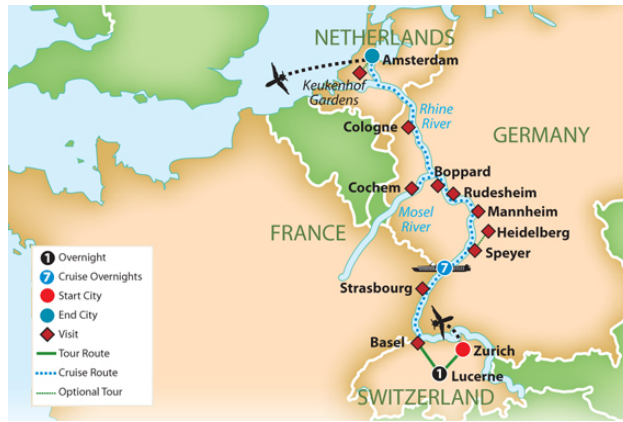 NETHERLANDS
Amsterdam
Keukenhof
Gardens
Rhine
River
Cologne
GERMANY
Boppard
Rudesheim
Cochem
Mannheim
Mosel
River
Heidelberg
FRANCE
Speyer
7
Strasbourg
Basel
Zurich
1
Lucerne
SWITZERLAND
1 Overnight
7 Cruise Overnights
Start City
End City
Visit
Tour Route
Cruise Route
Optional Tour